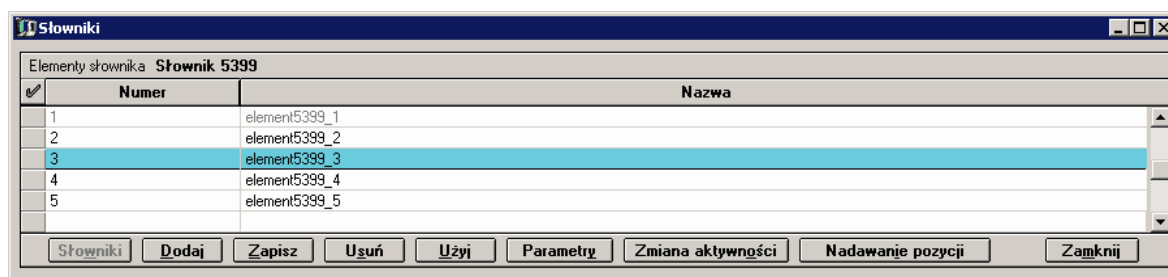 Słowniki
Elementy słownika Słownik 5399
Numer Nazwa
1 element5399_1
2 element5399_2
3 element5399_3
4 element5399_4
5 element5399_5
Słowniki Dodaj Zapisz Usuń Użyj Parametry Zmiana aktywności Nadawanie pozycji Zamknij